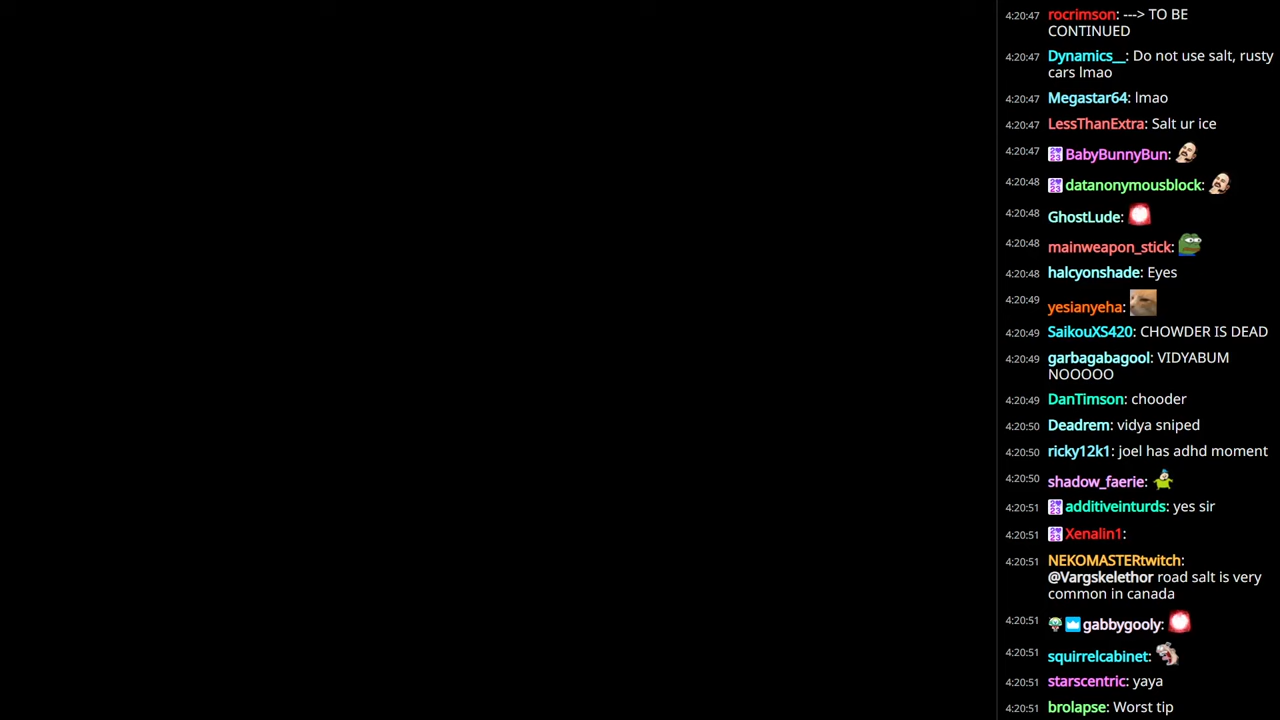 4:20:47 rocrimson: ---> TO BE
CONTINUED
4:20:47 Dynamics__: Do not use salt, rusty
cars lmao
4:20:47 Megastar64: lmao
4:20:47 LessThanExtra: Salt ur ice
4:20:47 BabyBunnyBun:
4:20:48 datanonymousblock:
4:20:48 GhostLude:
4:20:48 mainweapon_stick:
4:20:48 halcyonshade: Eyes
4:20:49 yesianyeha:
4:20:49 SaikouXS420: CHOWDER IS DEAD
4:20:49 garbagabagool: VIDYABUM
NOOOOO
4:20:49 DanTimson: chooder
4:20:50 Deadrem: vidya sniped
4:20:50 ricky12k1: joel has adhd moment
4:20:50 shadow_faerie:
4:20:51 additiveinturds: yes sir
4:20:51 Xenalin1:
4:20:51 NEKOMASTERtwitch:
@Vargskelethor road salt is very
common in canada
4:20:51 gabbygooly:
4:20:51 squirrelcabinet:
4:20:51 starscentric: yaya
4:20:51 brolapse: Worst tip